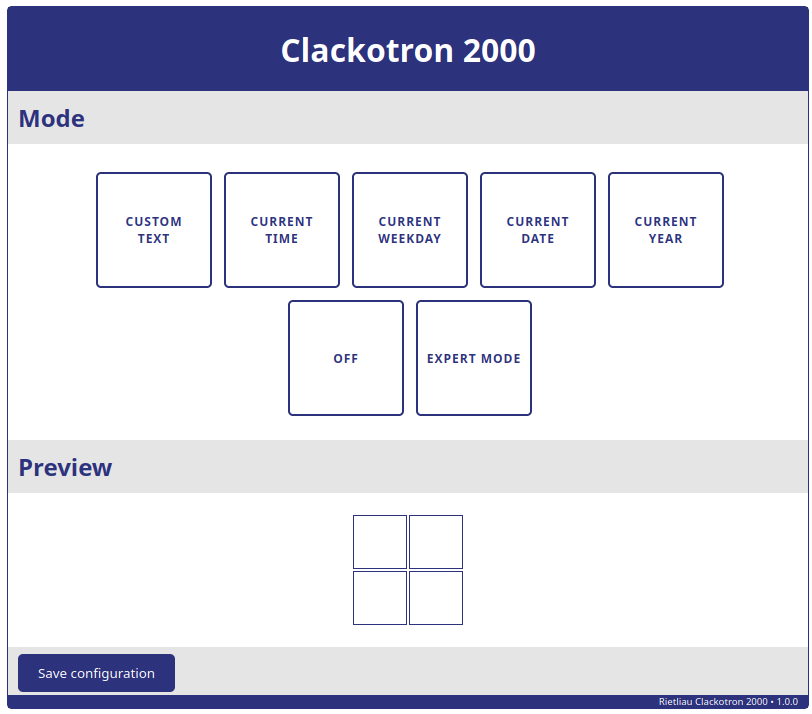 Clackotron 2000
Mode
CUSTOM
TEXT
CURRENT
TIME
CURRENT
WEEKDAY
CURRENT
DATE
CURRENT
YEAR
OFF
EXPERT MODE
Preview
Save configuration
Rietliau Clackotron 2000 • 1.0.0